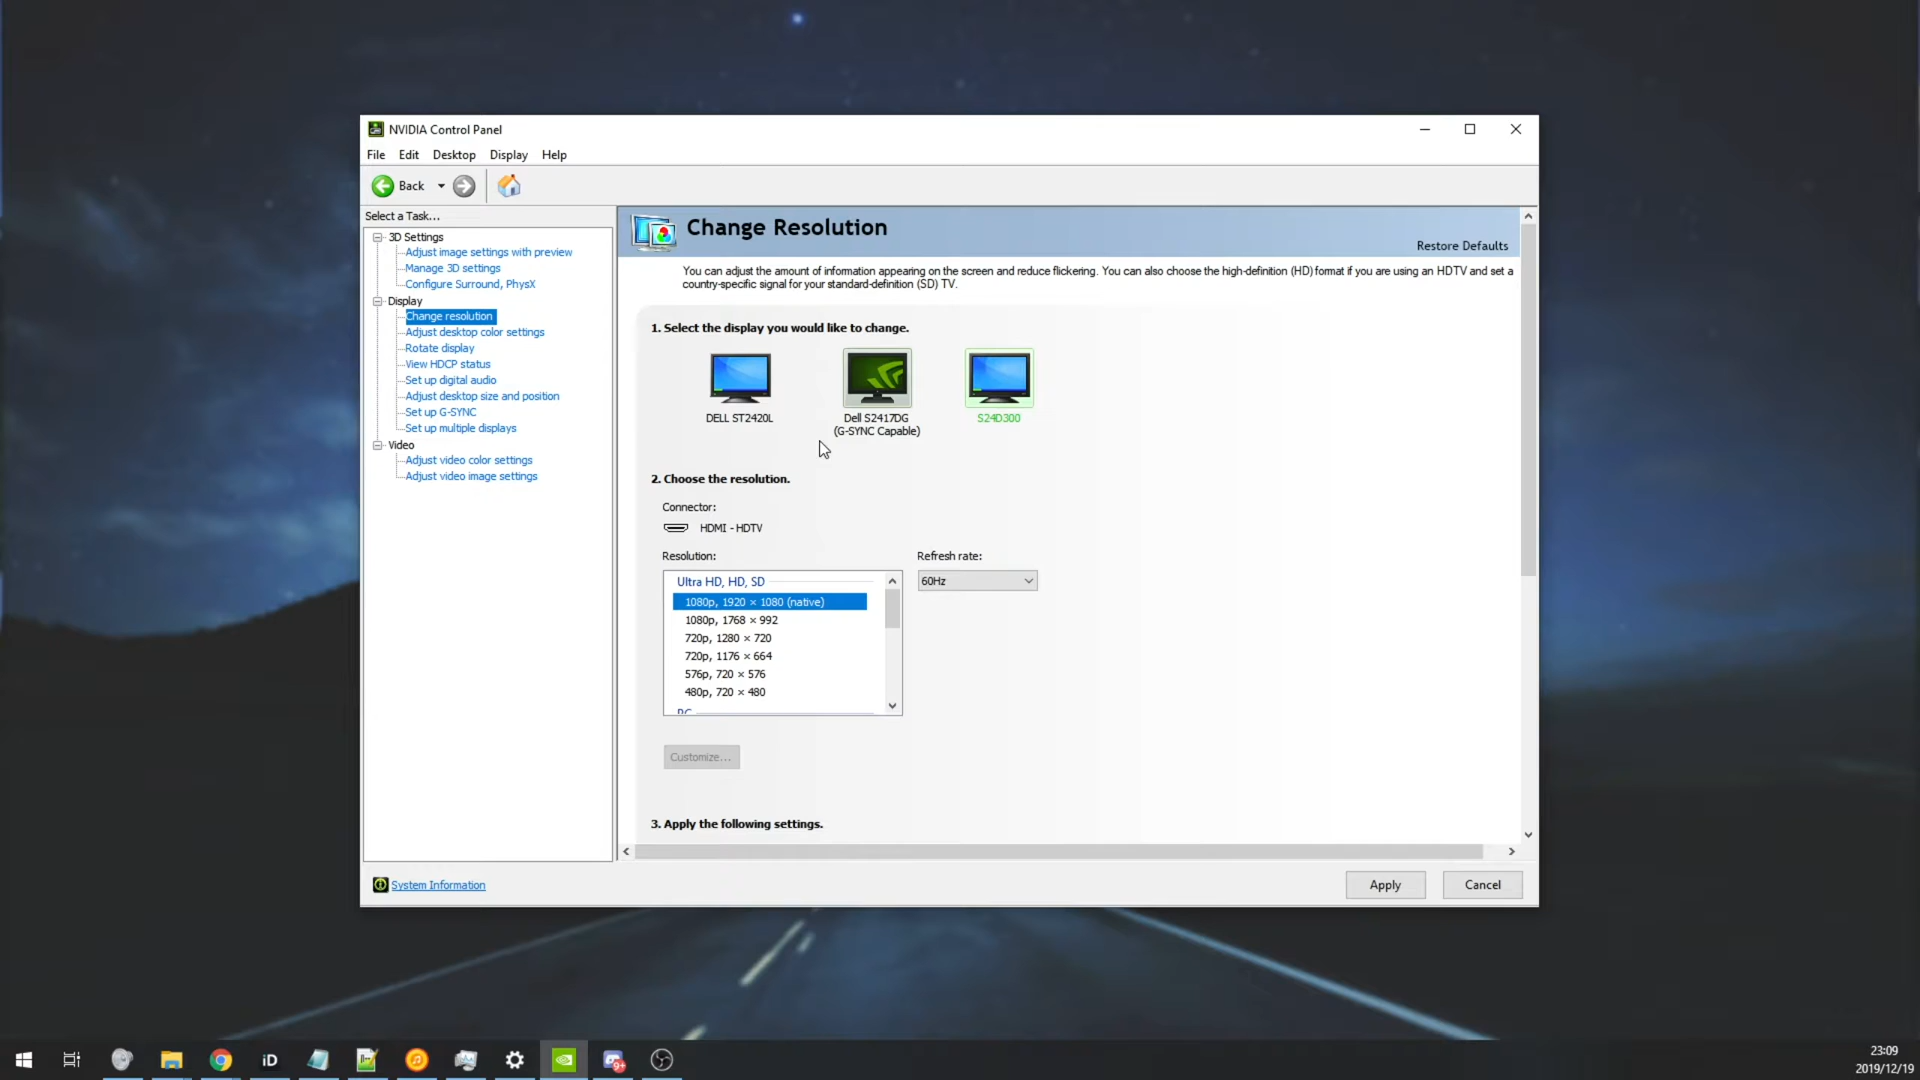 NVIDIA Control Panel
File Edit Desktop Display Help
Back
Select a Task...
3D Settings
Adjust image settings with preview
Manage 3D settings
Configure Surround, PhysX
Display
Change resolution
Adjust desktop color settings
Rotate display
View HDCP status
Set up digital audio
Adjust desktop size and position
Set up G-SYNC
Set up multiple displays
Video
Adjust video color settings
Adjust video image settings
Change Resolution
Restore Defaults
You can adjust the amount of information appearing on the screen and reduce flickering. You can also choose the high-definition (HD) format if you are using an HDTV and set a
country-specific signal for your standard-definition (SD) TV.
1. Select the display you would like to change.
DELL ST2420L
Dell S2417DG
(G-SYNC Capable)
S24D300
2. Choose the resolution.
Connector:
HDMI - HDTV
Resolution:
Refresh rate:
Ultra HD, HD, SD
60Hz
1080p, 1920 × 1080 (native)
1080p, 1768 × 992
720p, 1280 × 720
720p, 1176 × 664
576p, 720 × 576
480p, 720 × 480
PC
Customize...
3. Apply the following settings.
System Information
Apply
Cancel
iD
9+
23:09
2019/12/19